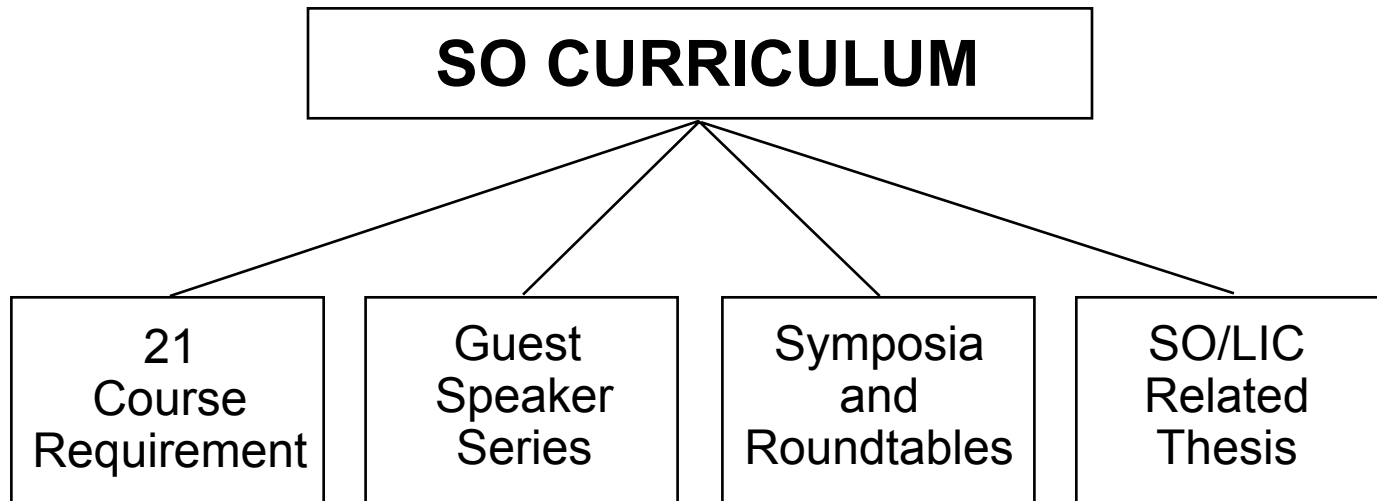 SO CURRICULUM
21
Course
Requirement
Guest
Speaker
Series
Symposia
and
Roundtables
SO/LIC
Related
Thesis